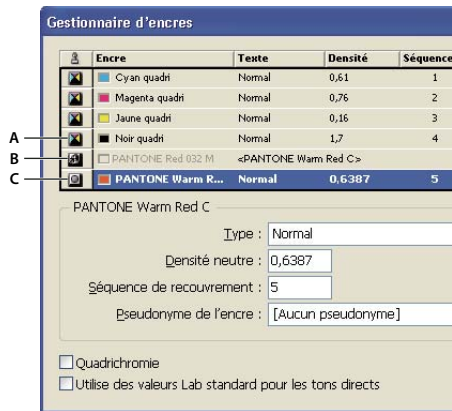 Gestionnaire d'encres
Encre Texte Densité Séquence
Cyan quadri Normal 0,61 1
Magenta quadri Normal 0,76 2
Jaune quadri Normal 0,16 3
A Noir quadri Normal 1,7 4
B PANTONE Red 032 M <PANTONE Warm Red C>
C PANTONE Warm R... Normal 0,6387 5
PANTONE Warm Red C
Type : Normal
Densité neutre : 0,6387
Séquence de recouvrement : 5
Pseudonyme de l'encre : [Aucun pseudonyme]
Quadrichromie
Utilise des valeurs Lab standard pour les tons directs